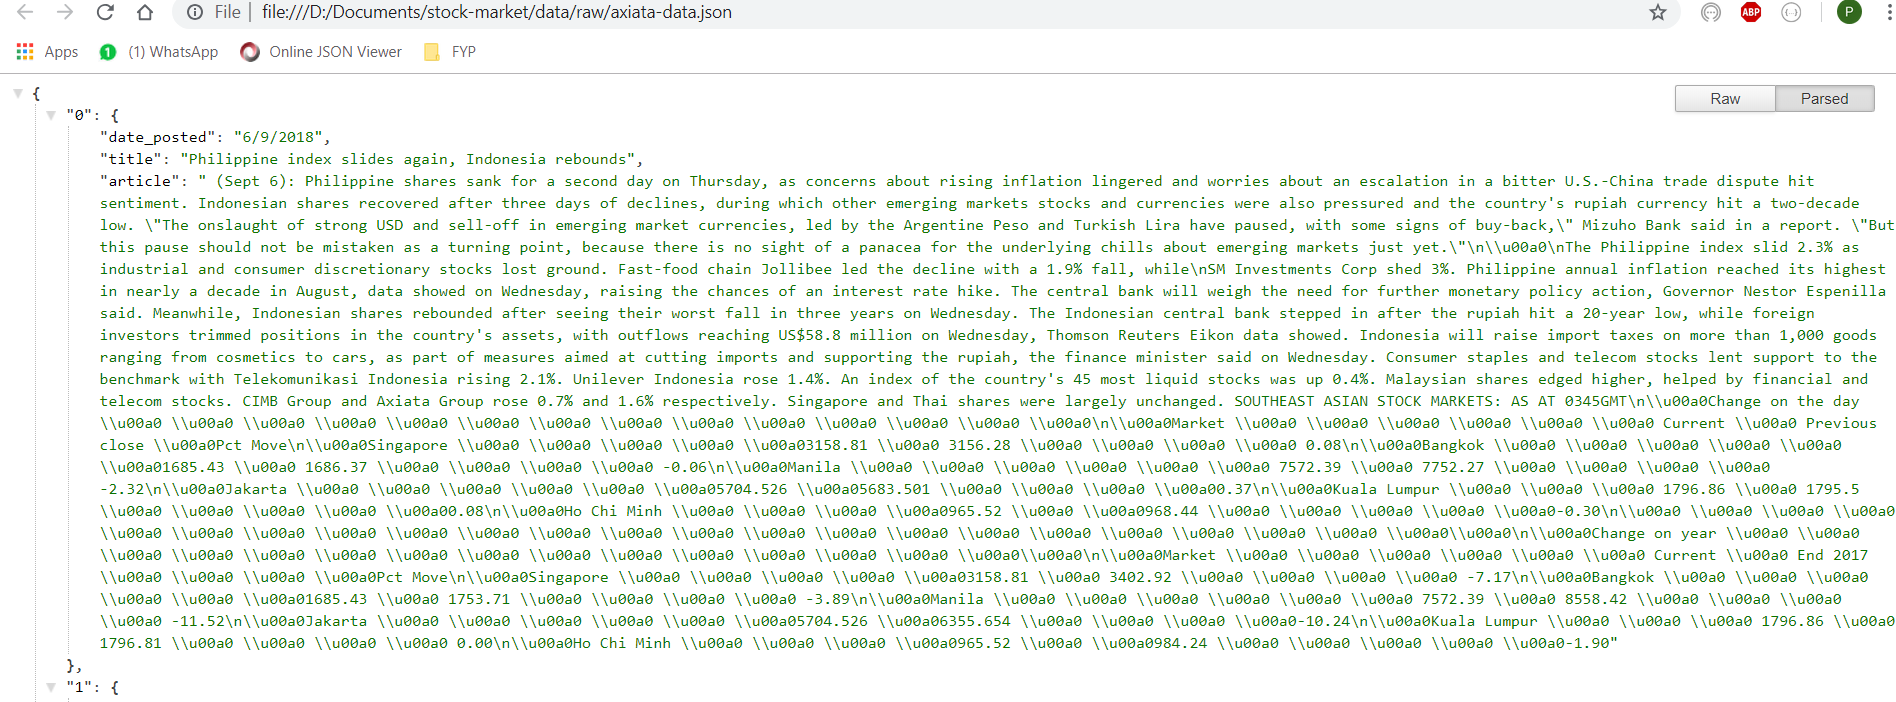 File file:///D:/Documents/stock-market/data/raw/axiata-data.json ABP {··} P
Apps 1 (1) WhatsApp Online JSON Viewer FYP
{
Raw Parsed
"0": {
"date_posted": "6/9/2018",
"title": "Philippine index slides again, Indonesia rebounds",
"article": " (Sept 6): Philippine shares sank for a second day on Thursday, as concerns about rising inflation lingered and worries about an escalation in a bitter U.S.-China trade dispute hit
sentiment. Indonesian shares recovered after three days of declines, during which other emerging markets stocks and currencies were also pressured and the country's rupiah currency hit a two-decade
low. \"The onslaught of strong USD and sell-off in emerging market currencies, led by the Argentine Peso and Turkish Lira have paused, with some signs of buy-back,\" Mizuho Bank said in a report. \"But
this pause should not be mistaken as a turning point, because there is no sight of a panacea for the underlying chills about emerging markets just yet.\"\n\\u00a0\nThe Philippine index slid 2.3% as
industrial and consumer discretionary stocks lost ground. Fast-food chain Jollibee led the decline with a 1.9% fall, while\nSM Investments Corp shed 3%. Philippine annual inflation reached its highest
in nearly a decade in August, data showed on Wednesday, raising the chances of an interest rate hike. The central bank will weigh the need for further monetary policy action, Governor Nestor Espenilla
said. Meanwhile, Indonesian shares rebounded after seeing their worst fall in three years on Wednesday. The Indonesian central bank stepped in after the rupiah hit a 20-year low, while foreign
investors trimmed positions in the country's assets, with outflows reaching US$58.8 million on Wednesday, Thomson Reuters Eikon data showed. Indonesia will raise import taxes on more than 1,000 goods
ranging from cosmetics to cars, as part of measures aimed at cutting imports and supporting the rupiah, the finance minister said on Wednesday. Consumer staples and telecom stocks lent support to the
benchmark with Telekomunikasi Indonesia rising 2.1%. Unilever Indonesia rose 1.4%. An index of the country's 45 most liquid stocks was up 0.4%. Malaysian shares edged higher, helped by financial and
telecom stocks. CIMB Group and Axiata Group rose 0.7% and 1.6% respectively. Singapore and Thai shares were largely unchanged. SOUTHEAST ASIAN STOCK MARKETS: AS AT 0345GMT\n\\u00a0Change on the day
\\u00a0 \\u00a0 \\u00a0 \\u00a0 \\u00a0 \\u00a0 \\u00a0 \\u00a0 \\u00a0 \\u00a0 \\u00a0 \\u00a0 \\u00a0\n\\u00a0Market \\u00a0 \\u00a0 \\u00a0 \\u00a0 \\u00a0 \\u00a0 \\u00a0 \\u00a0 Current \\u00a0 Previous
close \\u00a0Pct Move\n\\u00a0Singapore \\u00a0 \\u00a0 \\u00a0 \\u00a0 \\u00a03158.81 \\u00a0 3156.28 \\u00a0 \\u00a0 \\u00a0 \\u00a0 \\u00a0 0.08\n\\u00a0Bangkok \\u00a0 \\u00a0 \\u00a0 \\u00a0 \\u00a0 \\u00a0
\\u00a01685.43 \\u00a0 1686.37 \\u00a0 \\u00a0 \\u00a0 \\u00a0 -0.06\n\\u00a0Manila \\u00a0 \\u00a0 \\u00a0 \\u00a0 \\u00a0 \\u00a0 \\u00a0 7572.39 \\u00a0 7752.27 \\u00a0 \\u00a0 \\u00a0 \\u00a0
-2.32\n\\u00a0Jakarta \\u00a0 \\u00a0 \\u00a0 \\u00a0 \\u00a0 \\u00a0 \\u00a05704.526 \\u00a05683.501 \\u00a0 \\u00a0 \\u00a0 \\u00a00.37\n\\u00a0Kuala Lumpur \\u00a0 \\u00a0 \\u00a0 1796.86 \\u00a0 1795.5
\\u00a0 \\u00a0 \\u00a0 \\u00a0 \\u00a0 \\u00a00.08\n\\u00a0Ho Chi Minh \\u00a0 \\u00a0 \\u00a0 \\u00a0 \\u00a0965.52 \\u00a0 \\u00a0968.44 \\u00a0 \\u00a0 \\u00a0 \\u00a0 \\u00a0 \\u00a0-0.30\n\\u00a0 \\u00a0 \\u00a0 \\u00a0 \\u00a0
\\u00a0 \\u00a0 \\u00a0 \\u00a0 \\u00a0 \\u00a0 \\u00a0 \\u00a0 \\u00a0 \\u00a0 \\u00a0 \\u00a0 \\u00a0 \\u00a0 \\u00a0 \\u00a0 \\u00a0 \\u00a0\\u00a0\n\\u00a0Change on year \\u00a0 \\u00a0
\\u00a0 \\u00a0 \\u00a0 \\u00a0 \\u00a0 \\u00a0 \\u00a0 \\u00a0 \\u00a0 \\u00a0 \\u00a0 \\u00a0\\u00a0\n\\u00a0Market \\u00a0 \\u00a0 \\u00a0 \\u00a0 \\u00a0 \\u00a0 \\u00a0 Current \\u00a0 End 2017
\\u00a0 \\u00a0 \\u00a0 \\u00a0Pct Move\n\\u00a0Singapore \\u00a0 \\u00a0 \\u00a0 \\u00a0 \\u00a03158.81 \\u00a0 3402.92 \\u00a0 \\u00a0 \\u00a0 \\u00a0 -7.17\n\\u00a0Bangkok \\u00a0 \\u00a0 \\u00a0
\\u00a0 \\u00a0 \\u00a01685.43 \\u00a0 1753.71 \\u00a0 \\u00a0 \\u00a0 \\u00a0 -3.89\n\\u00a0Manila \\u00a0 \\u00a0 \\u00a0 \\u00a0 \\u00a0 \\u00a0 7572.39 \\u00a0 8558.42 \\u00a0 \\u00a0 \\u00a0
\\u00a0 -11.52\n\\u00a0Jakarta \\u00a0 \\u00a0 \\u00a0 \\u00a0 \\u00a0 \\u00a05704.526 \\u00a06355.654 \\u00a0 \\u00a0 \\u00a0 \\u00a0-10.24\n\\u00a0Kuala Lumpur \\u00a0 \\u00a0 \\u00a0 1796.86 \\u00a0
1796.81 \\u00a0 \\u00a0 \\u00a0 \\u00a0 0.00\n\\u00a0Ho Chi Minh \\u00a0 \\u00a0 \\u00a0 \\u00a0965.52 \\u00a0 \\u00a0984.24 \\u00a0 \\u00a0 \\u00a0 \\u00a0 \\u00a0 \\u00a0-1.90"
},
"1": {